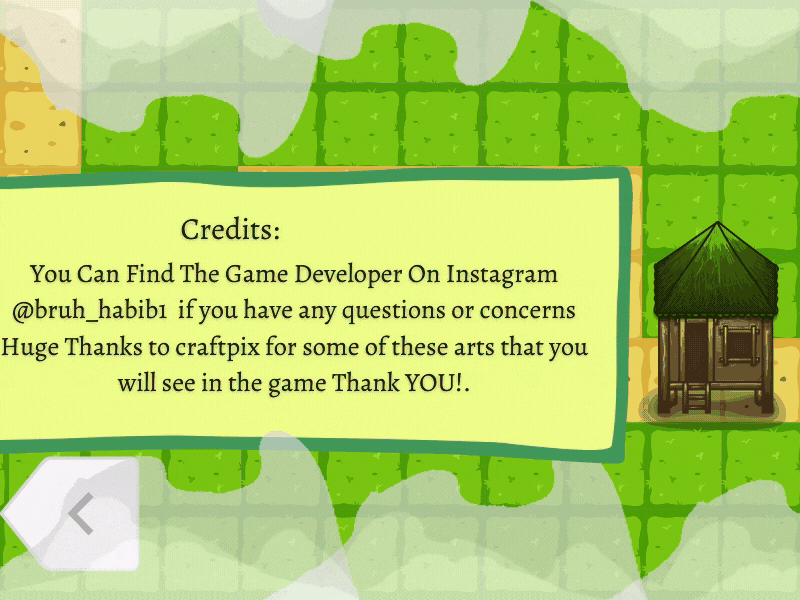 Credits:
You Can Find The Game Developer On Instagram
@bruh_habib1 if you have any questions or concerns
Huge Thanks to craftpix for some of these arts that you
will see in the game Thank YOU!.